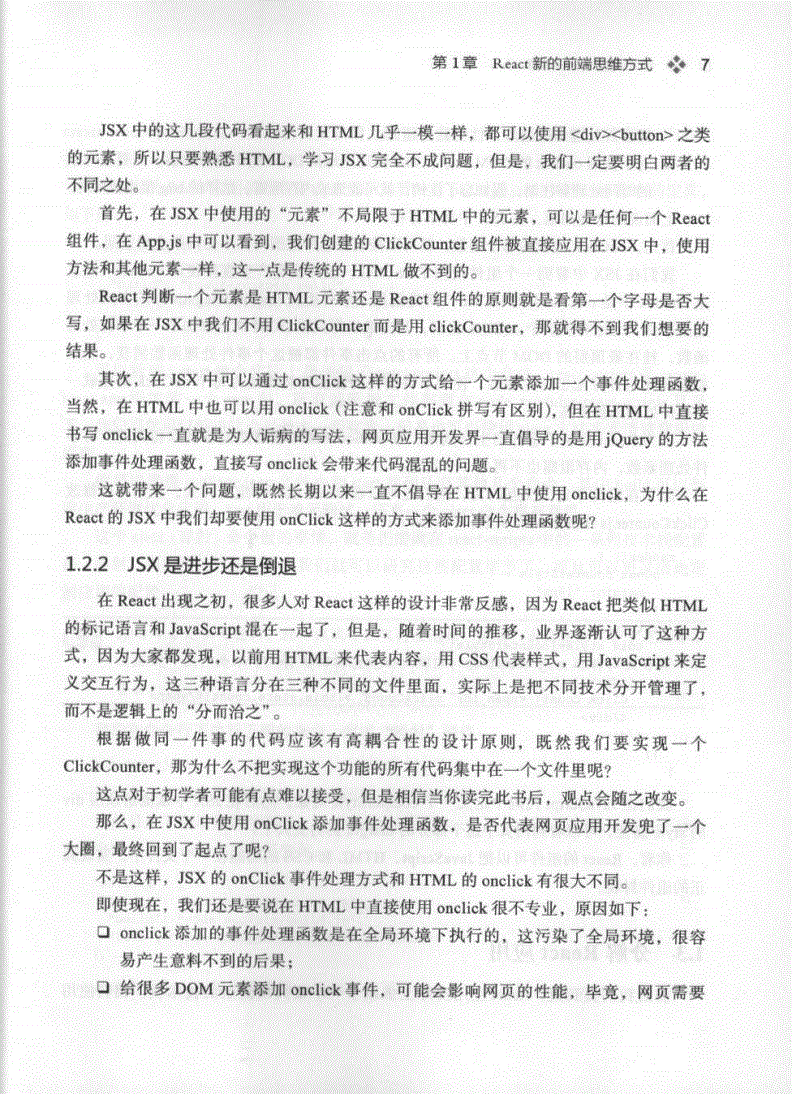 第 1 章 React 新的前端思维方式 ❖ 7
JSX 中的这几段代码看起来和 HTML 几乎一模一样，都可以使用 <div><button> 之类
的元素，所以只要熟悉 HTML，学习 JSX 完全不成问题，但是，我们一定要明白两者的
不同之处。
首先，在 JSX 中使用的“元素”不局限于 HTML 中的元素，可以是任何一个 React
组件，在 App.js 中可以看到，我们创建的 ClickCounter 组件被直接应用在 JSX 中，使用
方法和其他元素一样，这一点是传统的 HTML 做不到的。
React 判断一个元素是 HTML 元素还是 React 组件的原则就是看第一个字母是否大
写，如果在 JSX 中我们不用 ClickCounter 而是用 clickCounter，那就得不到我们想要的
结果。
其次，在 JSX 中可以通过 onClick 这样的方式给一个元素添加一个事件处理函数，
当然，在 HTML 中也可以用 onclick（注意和 onClick 拼写有区别），但在 HTML 中直接
书写 onclick 一直就是为人诟病的写法，网页应用开发界一直倡导的是用 jQuery 的方法
添加事件处理函数，直接写 onclick 会带来代码混乱的问题。
这就带来一个问题，既然长期以来一直不倡导在 HTML 中使用 onclick，为什么在
React 的 JSX 中我们却要使用 onClick 这样的方式来添加事件处理函数呢？
1.2.2 JSX 是进步还是倒退
在 React 出现之初，很多人对 React 这样的设计非常反感，因为 React 把类似 HTML
的标记语言和 JavaScript 混在一起了，但是，随着时间的推移，业界逐渐认可了这种方
式，因为大家都发现，以前用 HTML 来代表内容，用 CSS 代表样式，用 JavaScript 来定
义交互行为，这三种语言分在三种不同的文件里面，实际上是把不同技术分开管理了，
而不是逻辑上的“分而治之”。
根据做同一件事的代码应该有高耦合性的设计原则，既然我们要实现一个
ClickCounter，那为什么不把实现这个功能的所有代码集中在一个文件里呢？
这点对于初学者可能有点难以接受，但是相信当你读完此书后，观点会随之改变。
那么，在 JSX 中使用 onClick 添加事件处理函数，是否代表网页应用开发兜了一个
大圈，最终回到了起点了呢？
不是这样，JSX 的 onClick 事件处理方式和 HTML 的 onclick 有很大不同。
即使现在，我们还是要说在 HTML 中直接使用 onclick 很不专业，原因如下：
❑ onclick 添加的事件处理函数是在全局环境下执行的，这污染了全局环境，很容
易产生意料不到的后果；
❑ 给很多 DOM 元素添加 onclick 事件，可能会影响网页的性能，毕竟，网页需要